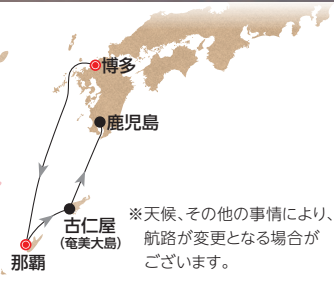 博多
鹿児島
古仁屋
(奄美大島)
那覇
※天候、その他の事情により、
航路が変更となる場合が
ございます。